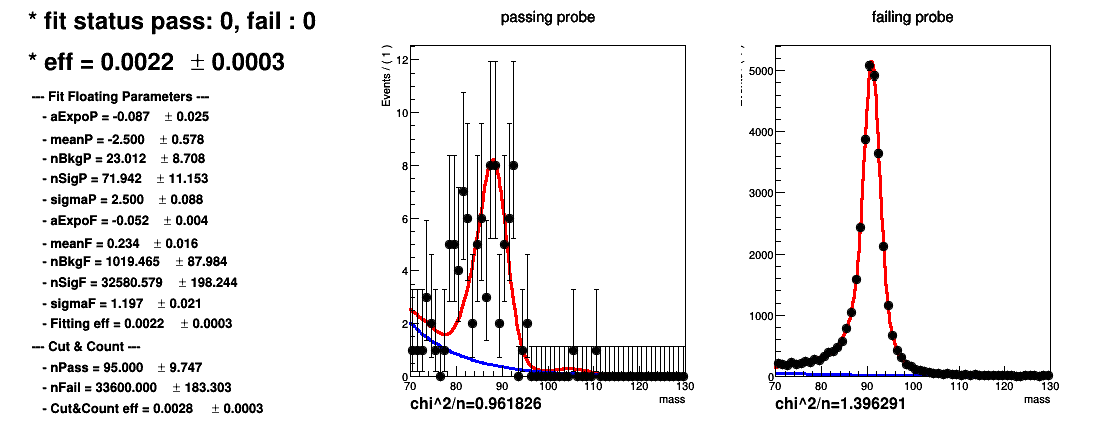 * fit status pass: 0, fail : 0
* eff = 0.0022 ± 0.0003
--- Fit Floating Parameters ---
- aExpoP = -0.087 ± 0.025
- meanP = -2.500 ± 0.578
- nBkgP = 23.012 ± 8.708
- nSigP = 71.942 ± 11.153
- sigmaP = 2.500 ± 0.088
- aExpoF = -0.052 ± 0.004
- meanF = 0.234 ± 0.016
- nBkgF = 1019.465 ± 87.984
- nSigF = 32580.579 ± 198.244
- sigmaF = 1.197 ± 0.021
- Fitting eff = 0.0022 ± 0.0003
--- Cut & Count ---
- nPass = 95.000 ± 9.747
- nFail = 33600.000 ± 183.303
- Cut&Count eff = 0.0028 ± 0.0003
passing probe
Events / ( 1 )
12
10
8
6
4
2
0
70 80 90 100 110 120 130
mass
chi^2/n=0.961826
failing probe
5000
4000
3000
2000
1000
0
70 80 90 100 110 120 130
mass
chi^2/n=1.396291